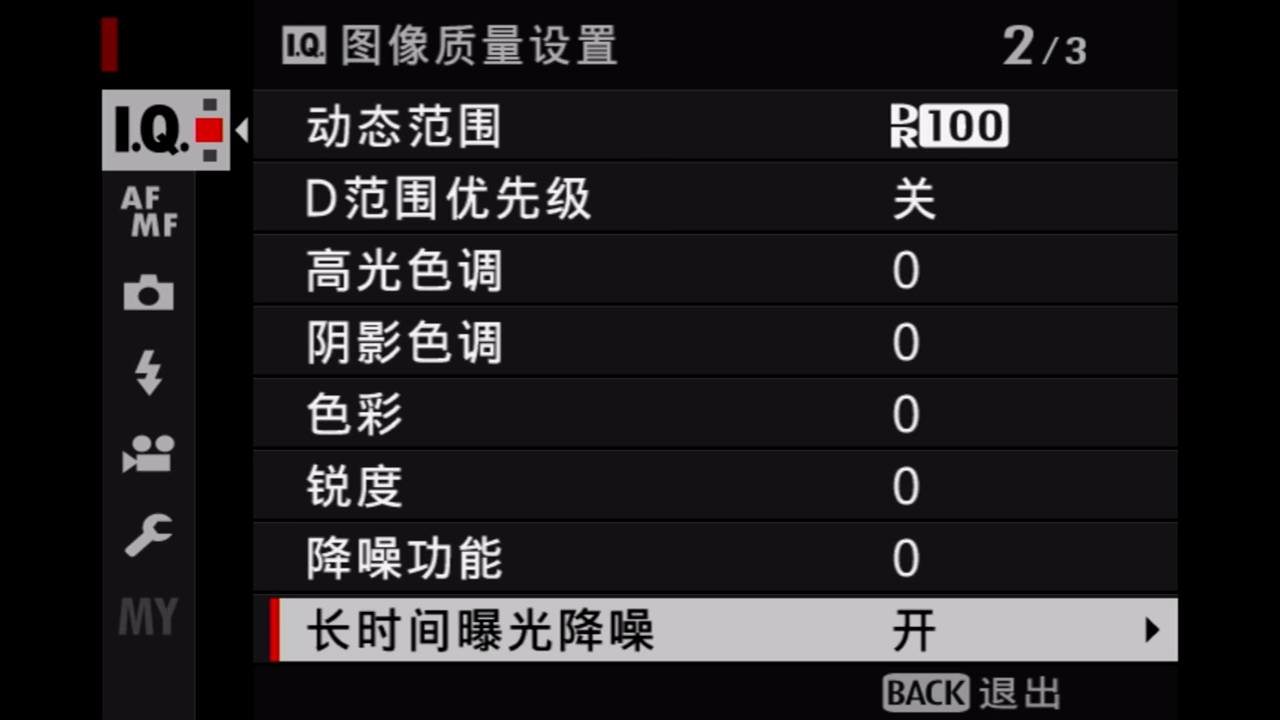 I.Q. 图像质量设置 2/3
I.Q.
动态范围 DR100
D范围优先级 关
AF
MF
高光色调 0
阴影色调 0
色彩 0
锐度 0
降噪功能 0
MY
长时间曝光降噪 开
BACK 退出